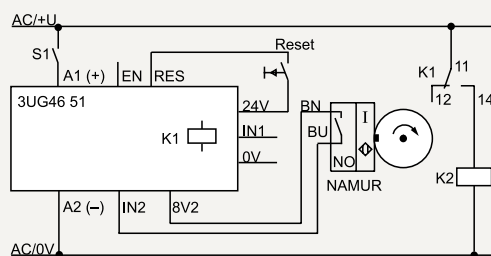 AC/+U
S1
Reset
A1 (+) EN RES
K1 11
3UG46 51
12 14
24V BN
K1 IN1 BU I
0V NO
K2
NAMUR
A2 (–) IN2 8V2
AC/0V